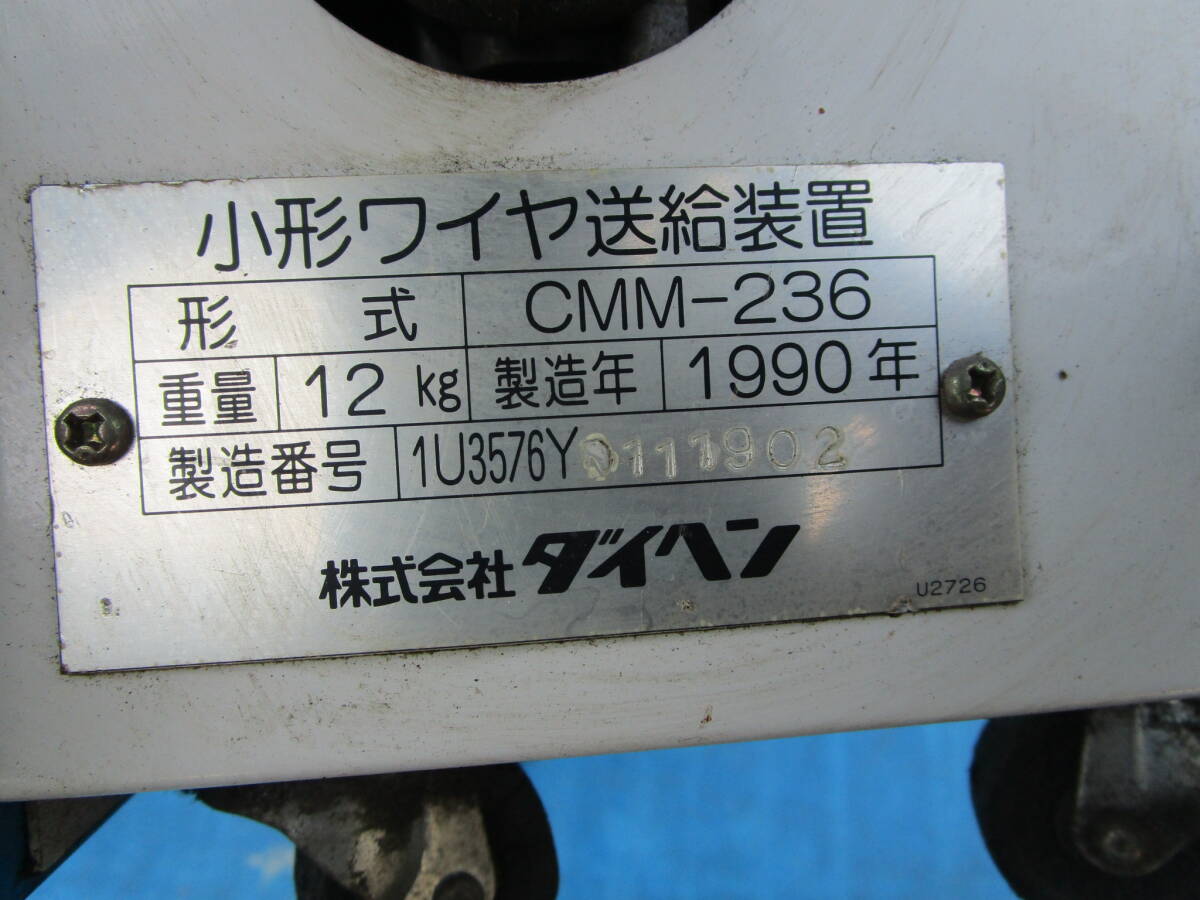 小形ワイヤ送給装置
形 式 CMM-236
重量 12 kg 製造年 1990年
製造番号 1U3576Y0111902
株式会社ダイヘン
U2726